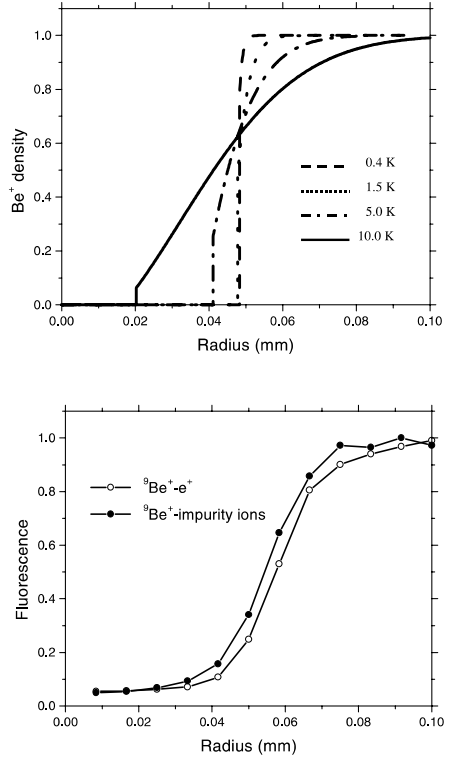 1.0
0.8
0.6
0.4
0.2
0.0
Be⁺ density
0.4 K
1.5 K
5.0 K
10.0 K
0.00 0.02 0.04 0.06 0.08 0.10
Radius (mm)
1.0
0.8
0.6
0.4
0.2
0.0
Fluorescence
⁹Be⁺-e⁺
⁹Be⁺-impurity ions
0.00 0.02 0.04 0.06 0.08 0.10
Radius (mm)